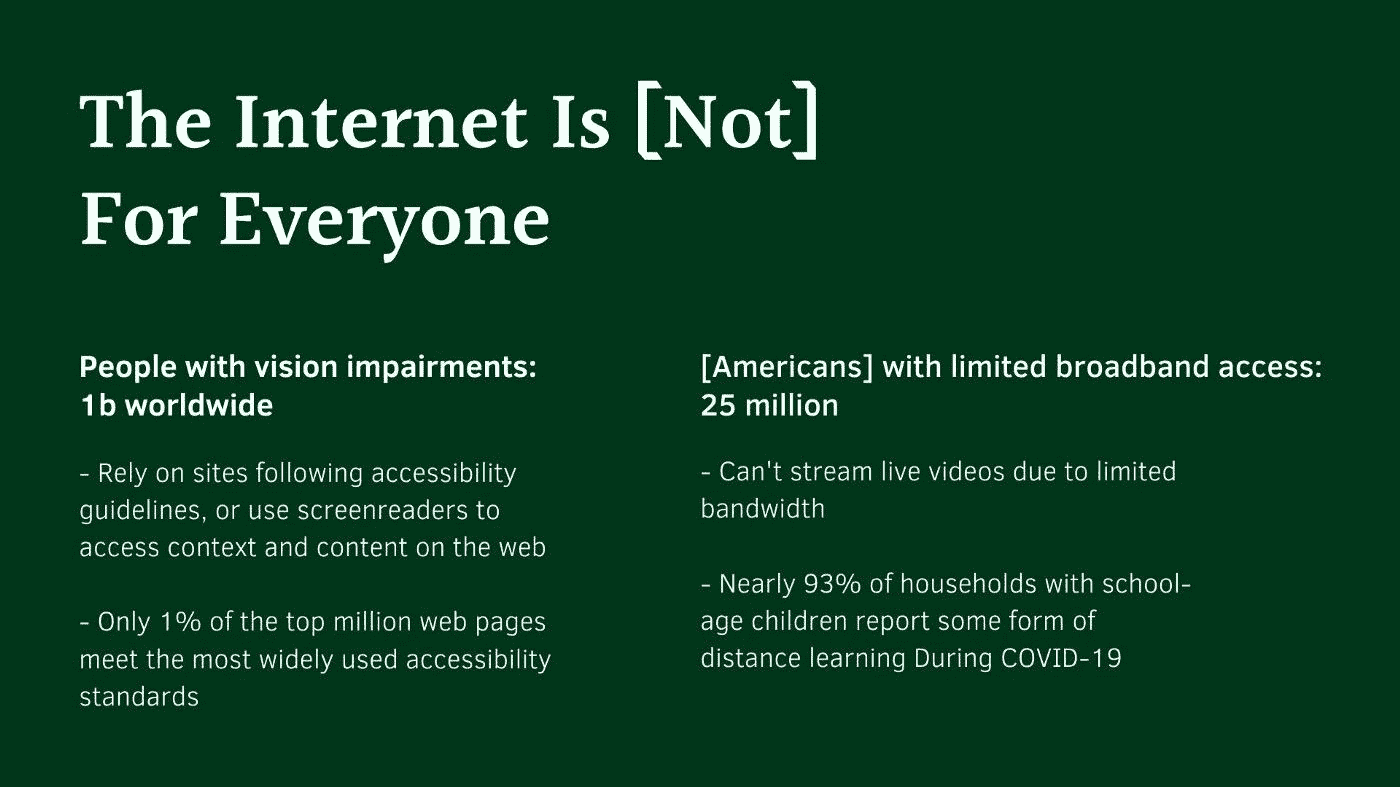 The Internet Is [Not]
For Everyone
People with vision impairments:
1b worldwide
- Rely on sites following accessibility
guidelines, or use screenreaders to
access context and content on the web
- Only 1% of the top million web pages
meet the most widely used accessibility
standards
[Americans] with limited broadband access:
25 million
- Can't stream live videos due to limited
bandwidth
- Nearly 93% of households with school-
age children report some form of
distance learning During COVID-19